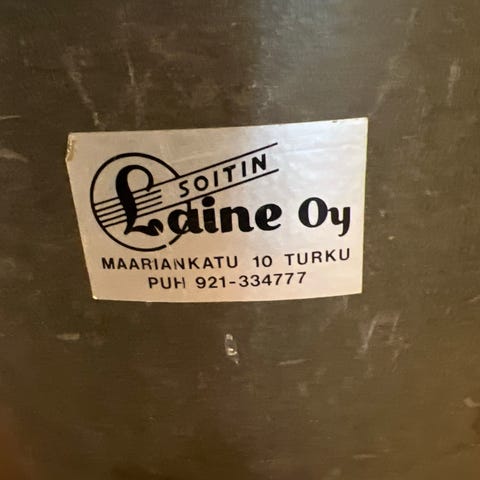 SOITIN
Laine Oy
MAARIANKATU 10 TURKU
PUH 921-334777